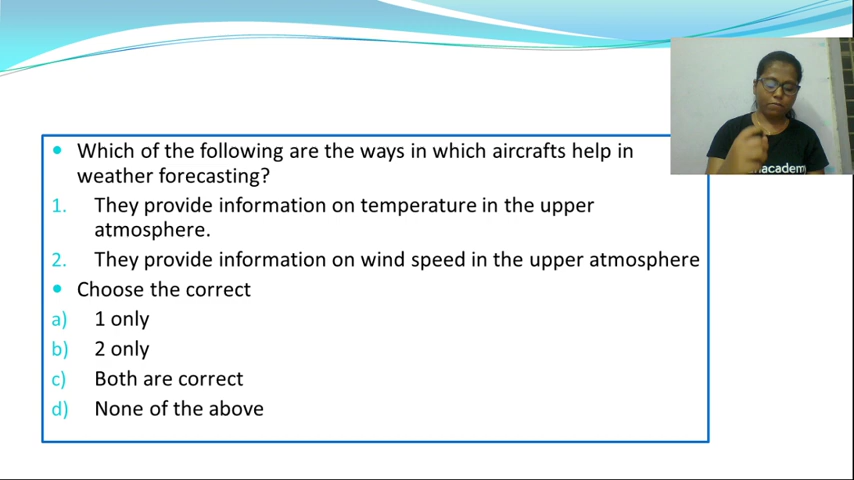 • Which of the following are the ways in which aircrafts help in
weather forecasting?
1. They provide information on temperature in the upper
atmosphere.
2. They provide information on wind speed in the upper atmosphere
• Choose the correct
a) 1 only
b) 2 only
c) Both are correct
d) None of the above